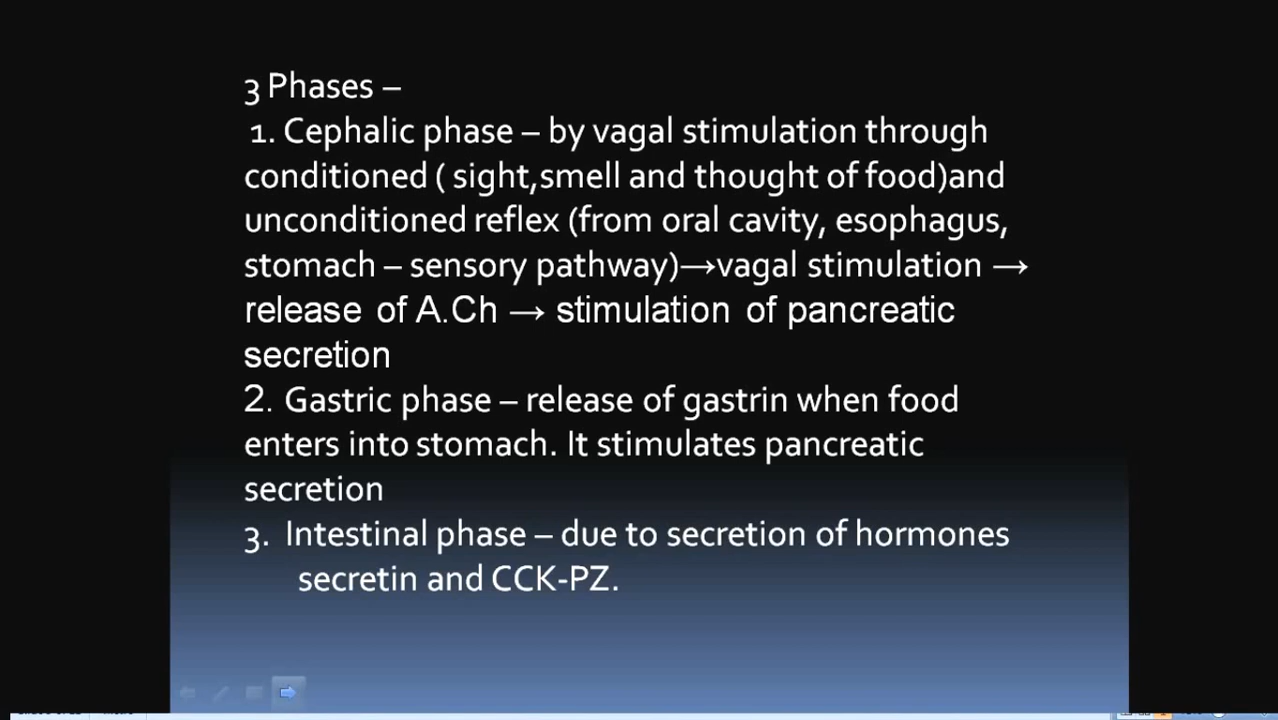 3 Phases –
1. Cephalic phase – by vagal stimulation through
conditioned ( sight,smell and thought of food)and
unconditioned reflex (from oral cavity, esophagus,
stomach – sensory pathway)→vagal stimulation →
release of A.Ch → stimulation of pancreatic
secretion
2. Gastric phase – release of gastrin when food
enters into stomach. It stimulates pancreatic
secretion
3. Intestinal phase – due to secretion of hormones
secretin and CCK-PZ.